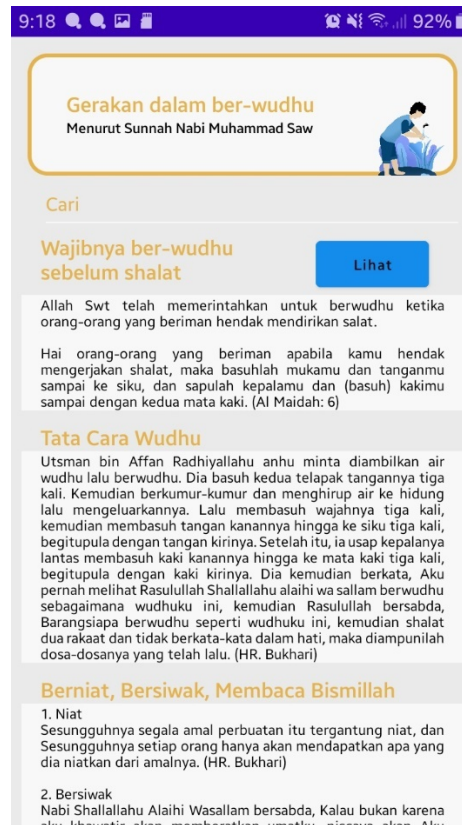 9:18
92%
Gerakan dalam ber-wudhu
Menurut Sunnah Nabi Muhammad Saw
Cari
Wajibnya ber-wudhu
sebelum shalat
Lihat
Allah Swt telah memerintahkan untuk berwudhu ketika
orang-orang yang beriman hendak mendirikan salat.
Hai orang-orang yang beriman apabila kamu hendak
mengerjakan shalat, maka basuhlah mukamu dan tanganmu
sampai ke siku, dan sapulah kepalamu dan (basuh) kakimu
sampai dengan kedua mata kaki. (Al Maidah: 6)
Tata Cara Wudhu
Utsman bin Affan Radhiyallahu anhu minta diambilkan air
wudhu lalu berwudhu. Dia basuh kedua telapak tangannya tiga
kali. Kemudian berkumur-kumur dan menghirup air ke hidung
lalu mengeluarkannya. Lalu membasuh wajahnya tiga kali,
kemudian membasuh tangan kanannya hingga ke siku tiga kali,
begitupula dengan tangan kirinya. Setelah itu, ia usap kepalanya
lantas membasuh kaki kanannya hingga ke mata kaki tiga kali,
begitupula dengan kaki kirinya. Dia kemudian berkata, Aku
pernah melihat Rasulullah Shallallahu alaihi wa sallam berwudhu
sebagaimana wudhuku ini, kemudian Rasulullah bersabda,
Barangsiapa berwudhu seperti wudhuku ini, kemudian shalat
dua rakaat dan tidak berkata-kata dalam hati, maka diampunilah
dosa-dosanya yang telah lalu. (HR. Bukhari)
Berniat, Bersiwak, Membaca Bismillah
1. Niat
Sesungguhnya segala amal perbuatan itu tergantung niat, dan
Sesungguhnya setiap orang hanya akan mendapatkan apa yang
dia niatkan dari amalnya. (HR. Bukhari)
2. Bersiwak
Nabi Shallallahu Alaihi Wasallam bersabda, Kalau bukan karena